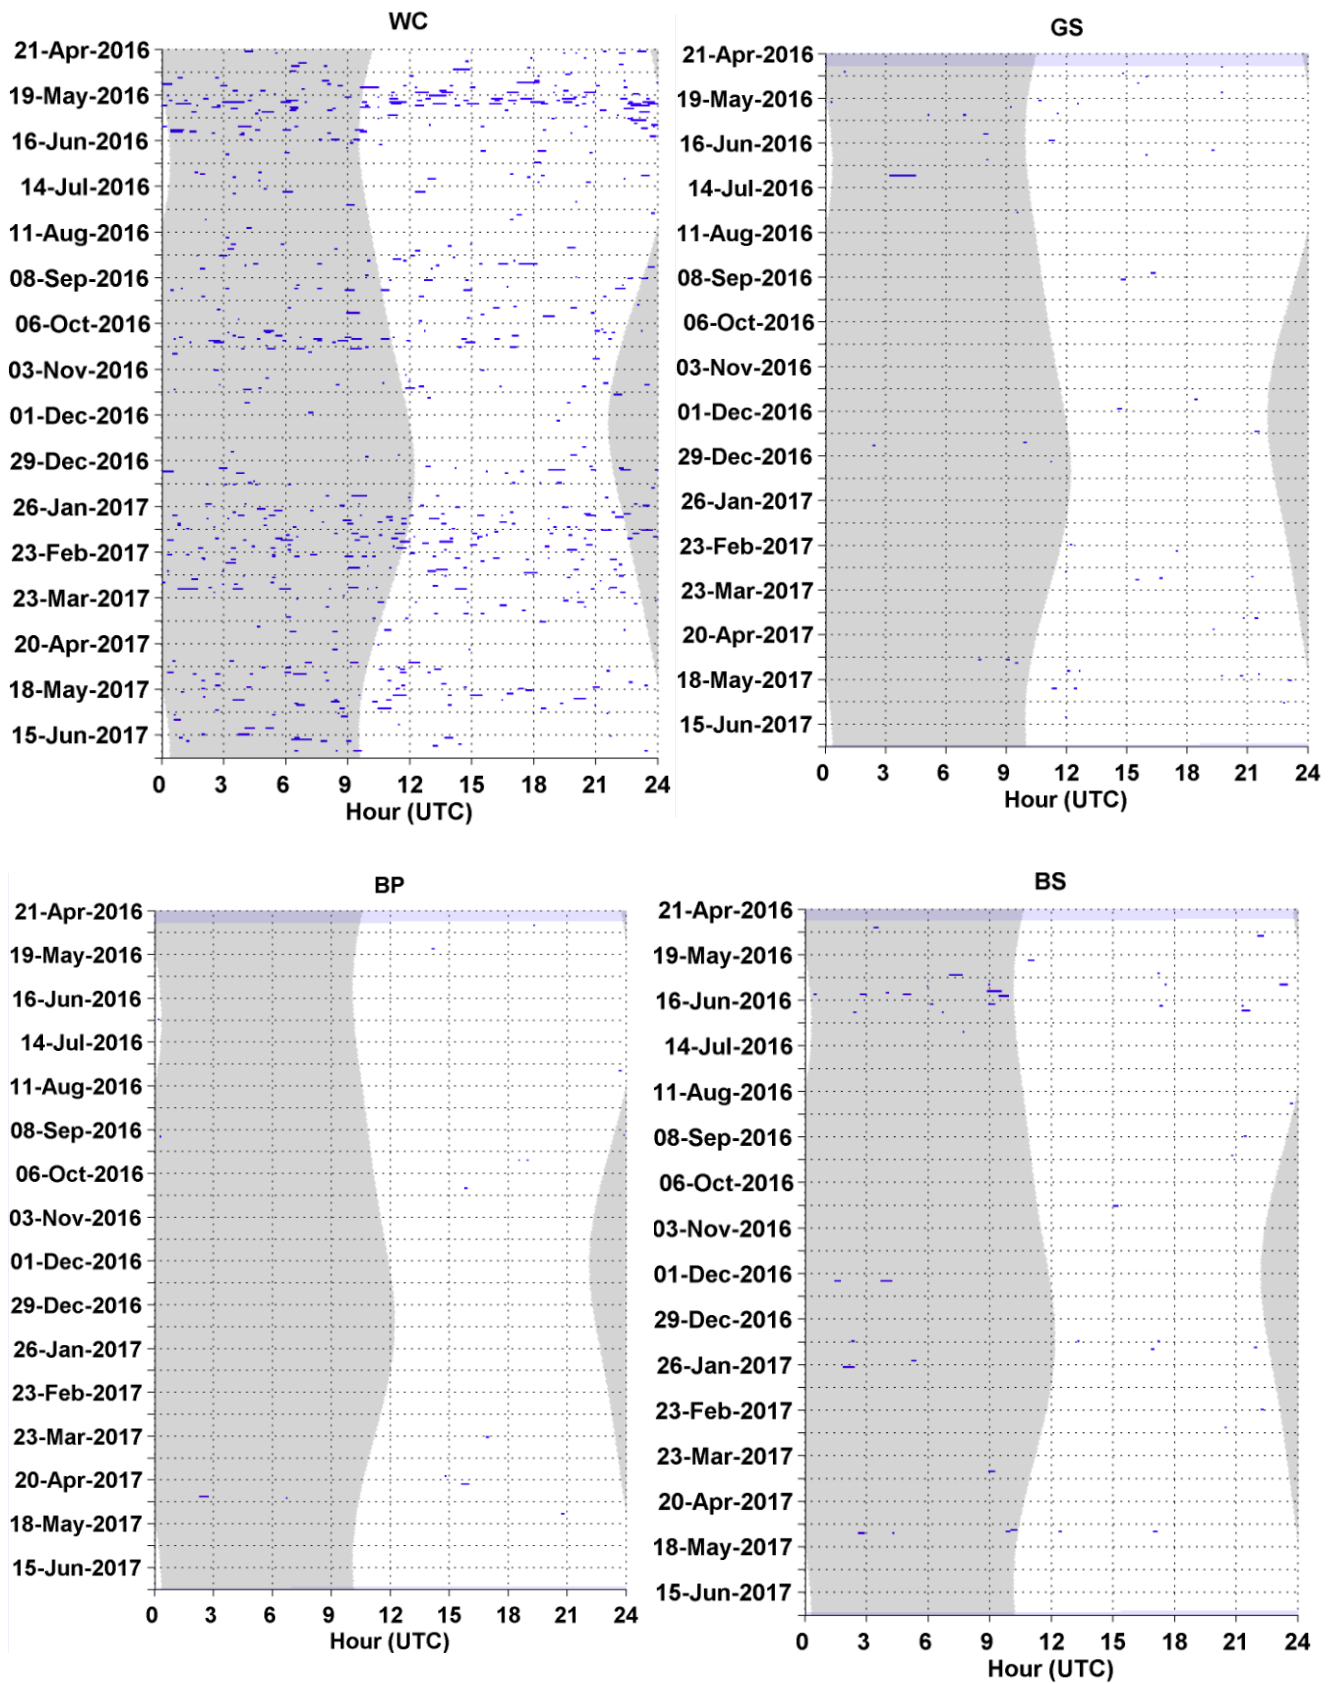 WC
21-Apr-2016
19-May-2016
16-Jun-2016
14-Jul-2016
11-Aug-2016
08-Sep-2016
06-Oct-2016
03-Nov-2016
01-Dec-2016
29-Dec-2016
26-Jan-2017
23-Feb-2017
23-Mar-2017
20-Apr-2017
18-May-2017
15-Jun-2017
0 3 6 9 12 15 18 21 24
Hour (UTC)
GS
21-Apr-2016
19-May-2016
16-Jun-2016
14-Jul-2016
11-Aug-2016
08-Sep-2016
06-Oct-2016
03-Nov-2016
01-Dec-2016
29-Dec-2016
26-Jan-2017
23-Feb-2017
23-Mar-2017
20-Apr-2017
18-May-2017
15-Jun-2017
0 3 6 9 12 15 18 21 24
Hour (UTC)
BP
21-Apr-2016
19-May-2016
16-Jun-2016
14-Jul-2016
11-Aug-2016
08-Sep-2016
06-Oct-2016
03-Nov-2016
01-Dec-2016
29-Dec-2016
26-Jan-2017
23-Feb-2017
23-Mar-2017
20-Apr-2017
18-May-2017
15-Jun-2017
0 3 6 9 12 15 18 21 24
Hour (UTC)
BS
21-Apr-2016
19-May-2016
16-Jun-2016
14-Jul-2016
11-Aug-2016
08-Sep-2016
06-Oct-2016
03-Nov-2016
01-Dec-2016
29-Dec-2016
26-Jan-2017
23-Feb-2017
23-Mar-2017
20-Apr-2017
18-May-2017
15-Jun-2017
0 3 6 9 12 15 18 21 24
Hour (UTC)